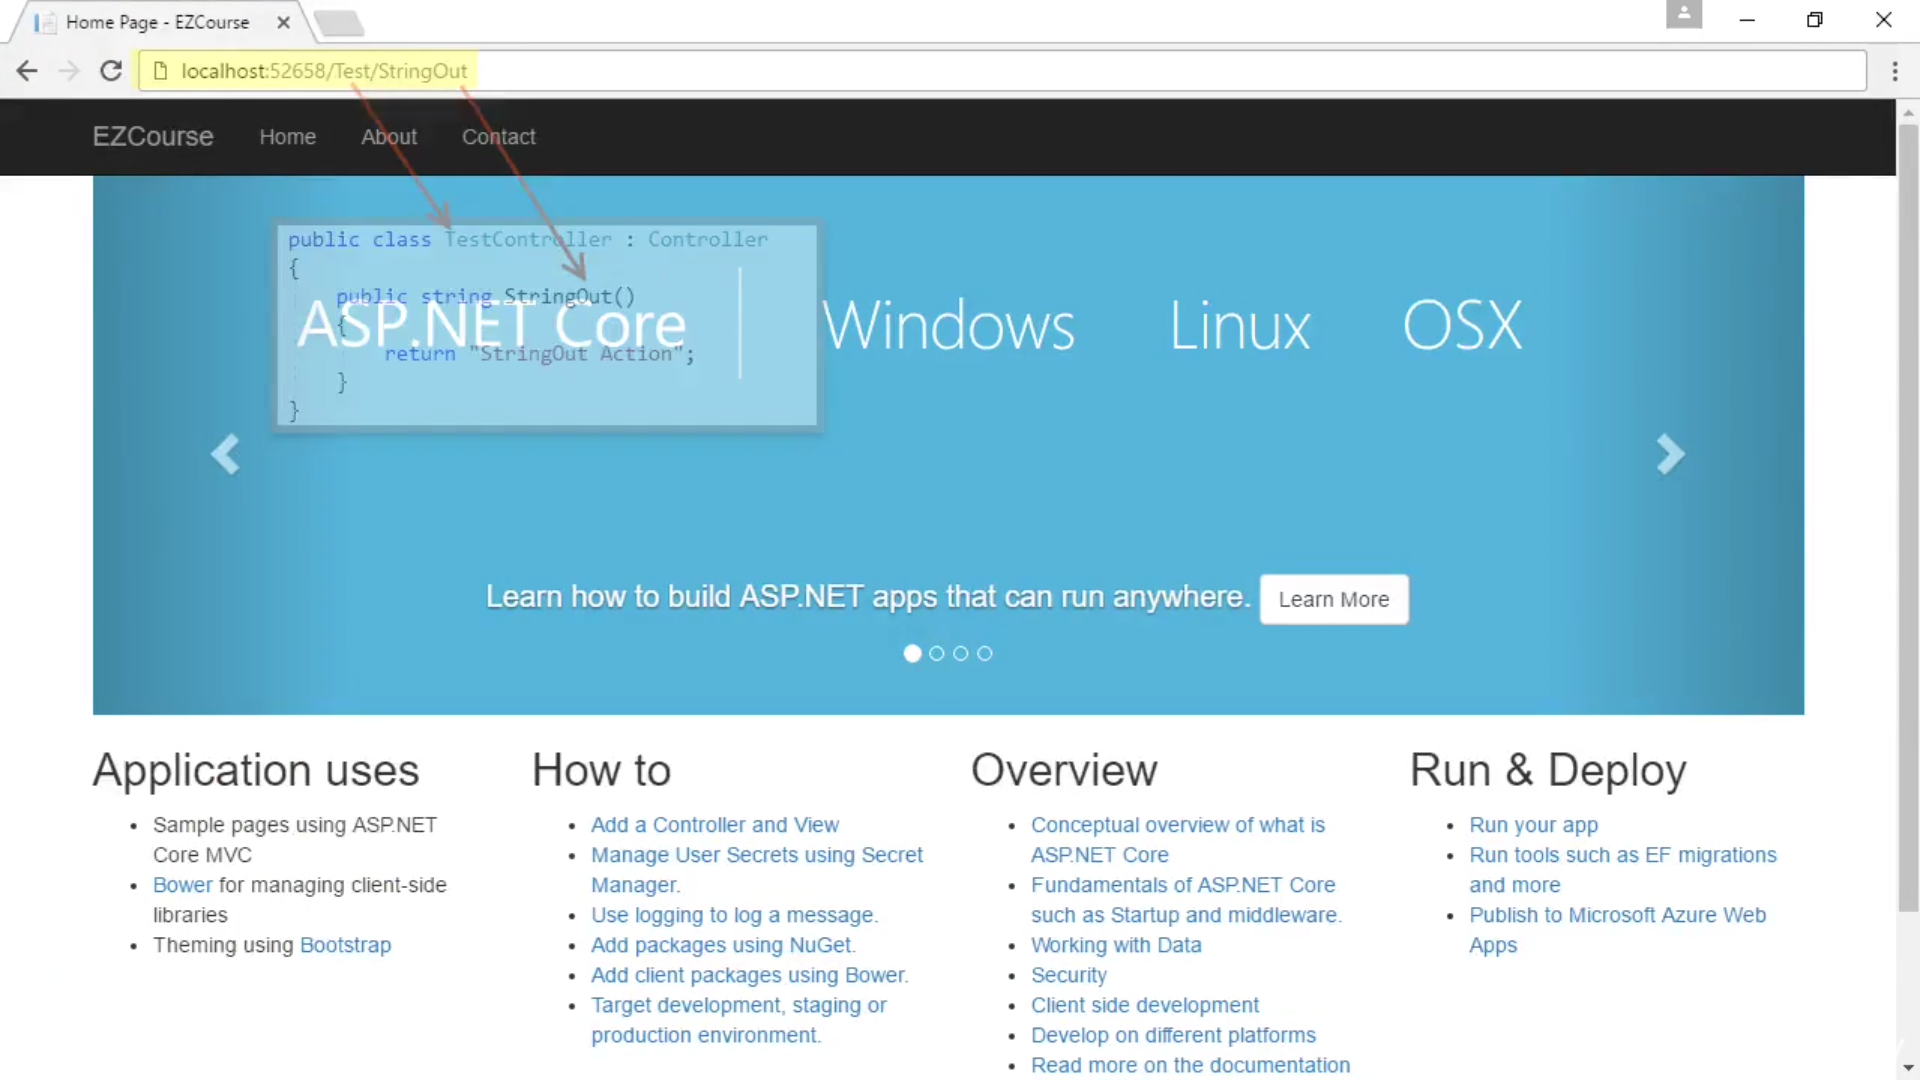 Home Page - EZCourse
localhost:52658/Test/StringOut
EZCourse Home About Contact
public class TestController : Controller
{
public string StringOut()
{
return "StringOut Action";
}
}
ASP.NET Core Windows Linux OSX
Learn how to build ASP.NET apps that can run anywhere. Learn More
Application uses
Sample pages using ASP.NET
Core MVC
Bower for managing client-side
libraries
Theming using Bootstrap
How to
Add a Controller and View
Manage User Secrets using Secret
Manager.
Use logging to log a message.
Add packages using NuGet.
Add client packages using Bower.
Target development, staging or
production environment.
Overview
Conceptual overview of what is
ASP.NET Core
Fundamentals of ASP.NET Core
such as Startup and middleware.
Working with Data
Security
Client side development
Develop on different platforms
Read more on the documentation
Run & Deploy
Run your app
Run tools such as EF migrations
and more
Publish to Microsoft Azure Web
Apps